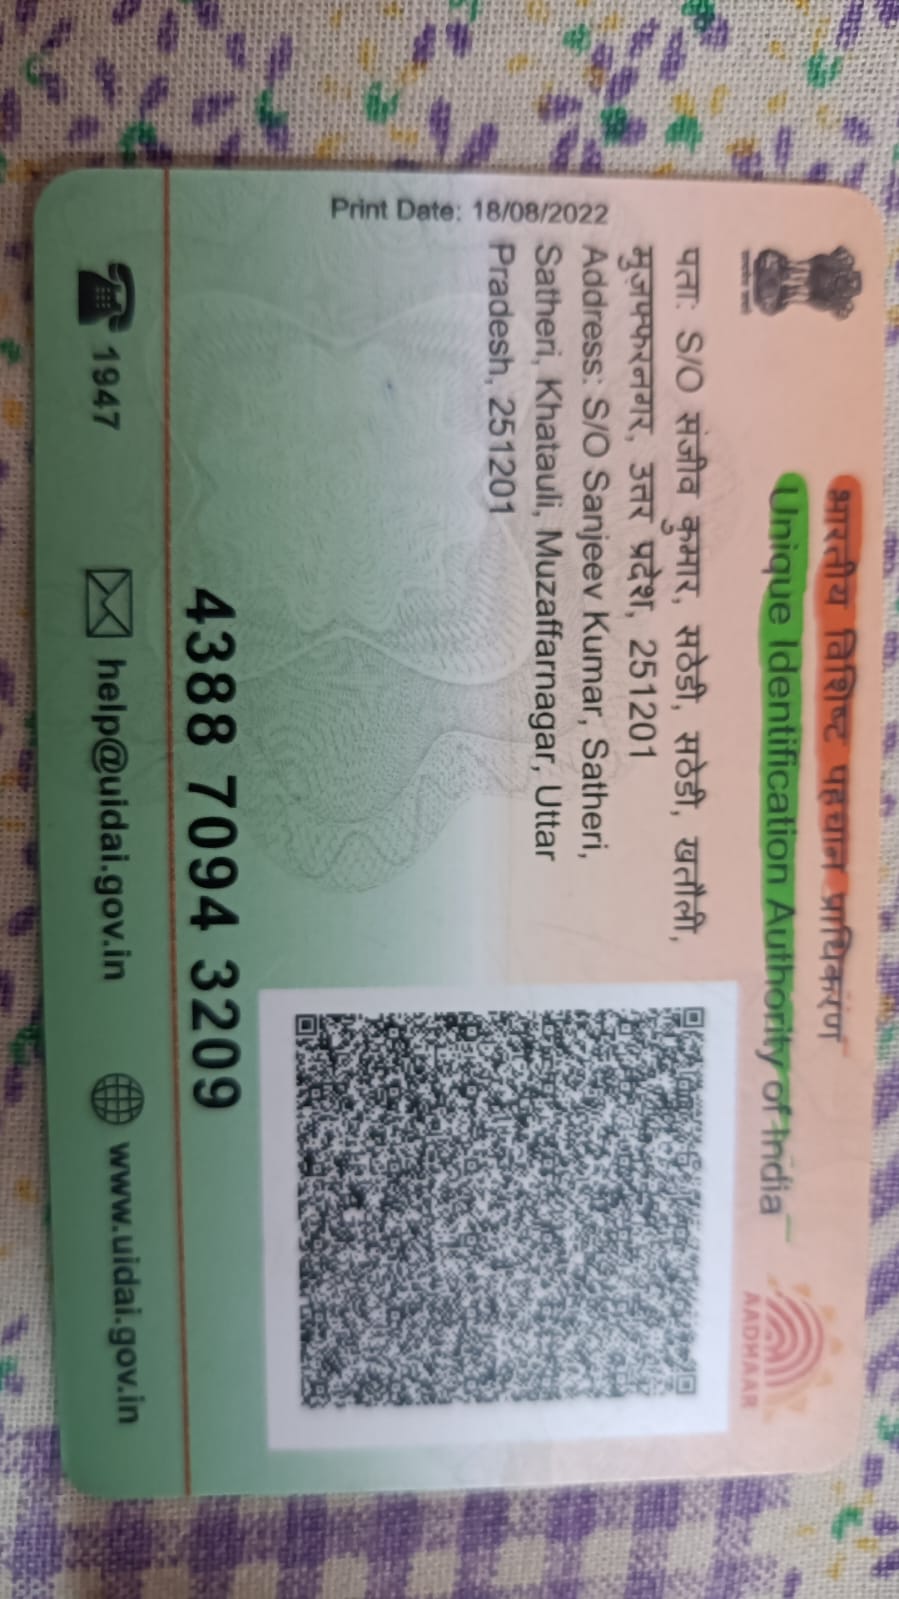 भारतीय विशिष्ट पहचान प्राधिकरण
Unique Identification Authority of India
AADHAAR
Print Date: 18/08/2022
पता: S/O संजीव कुमार, सठेडी, सठेडी, खतौली,
मुज़फ्फरनगर, उत्तर प्रदेश, 251201
Address: S/O Sanjeev Kumar, Satheri,
Satheri, Khatauli, Muzaffarnagar, Uttar
Pradesh, 251201
4388 7094 3209
1947
help@uidai.gov.in
www.uidai.gov.in